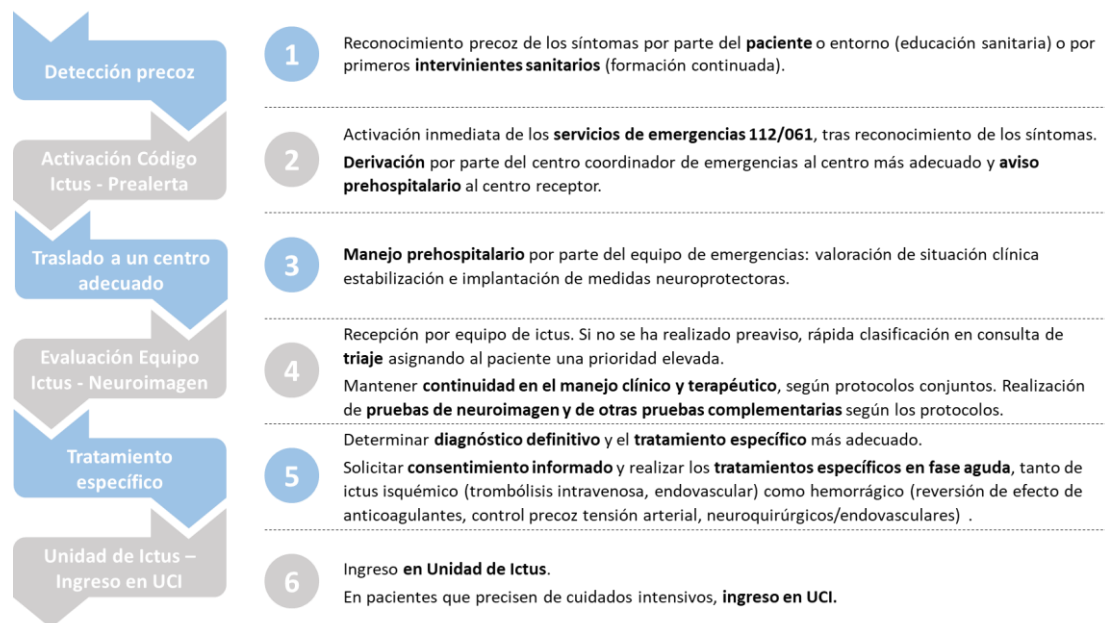 Detección precoz
1
Reconocimiento precoz de los síntomas por parte del paciente o entorno (educación sanitaria) o por
primeros intervinientes sanitarios (formación continuada).
Activación Código
Ictus - Prealerta
2
Activación inmediata de los servicios de emergencias 112/061, tras reconocimiento de los síntomas.
Derivación por parte del centro coordinador de emergencias al centro más adecuado y aviso
prehospitalario al centro receptor.
Traslado a un centro
adecuado
3
Manejo prehospitalario por parte del equipo de emergencias: valoración de situación clínica
estabilización e implantación de medidas neuroprotectoras.
Evaluación Equipo
Ictus - Neuroimagen
4
Recepción por equipo de ictus. Si no se ha realizado preaviso, rápida clasificación en consulta de
triaje asignando al paciente una prioridad elevada.
Mantener continuidad en el manejo clínico y terapéutico, según protocolos conjuntos. Realización
de pruebas de neuroimagen y de otras pruebas complementarias según los protocolos.
Tratamiento
específico
5
Determinar diagnóstico definitivo y el tratamiento específico más adecuado.
Solicitar consentimiento informado y realizar los tratamientos específicos en fase aguda, tanto de
ictus isquémico (trombólisis intravenosa, endovascular) como hemorrágico (reversión de efecto de
anticoagulantes, control precoz tensión arterial, neuroquirúrgicos/endovasculares) .
Unidad de Ictus –
Ingreso en UCI
6
Ingreso en Unidad de Ictus.
En pacientes que precisen de cuidados intensivos, ingreso en UCI.